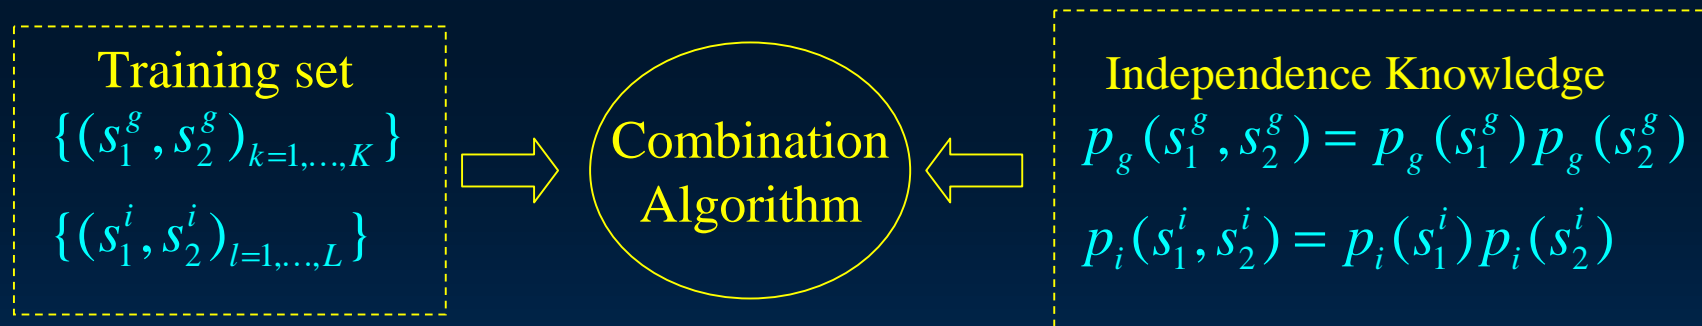 Training set
{(s_1^g, s_2^g)_{k=1,…,K}}
{(s_1^i, s_2^i)_{l=1,…,L}}
Combination
Algorithm
Independence Knowledge
p_g(s_1^g, s_2^g) = p_g(s_1^g)p_g(s_2^g)
p_i(s_1^i, s_2^i) = p_i(s_1^i)p_i(s_2^i)